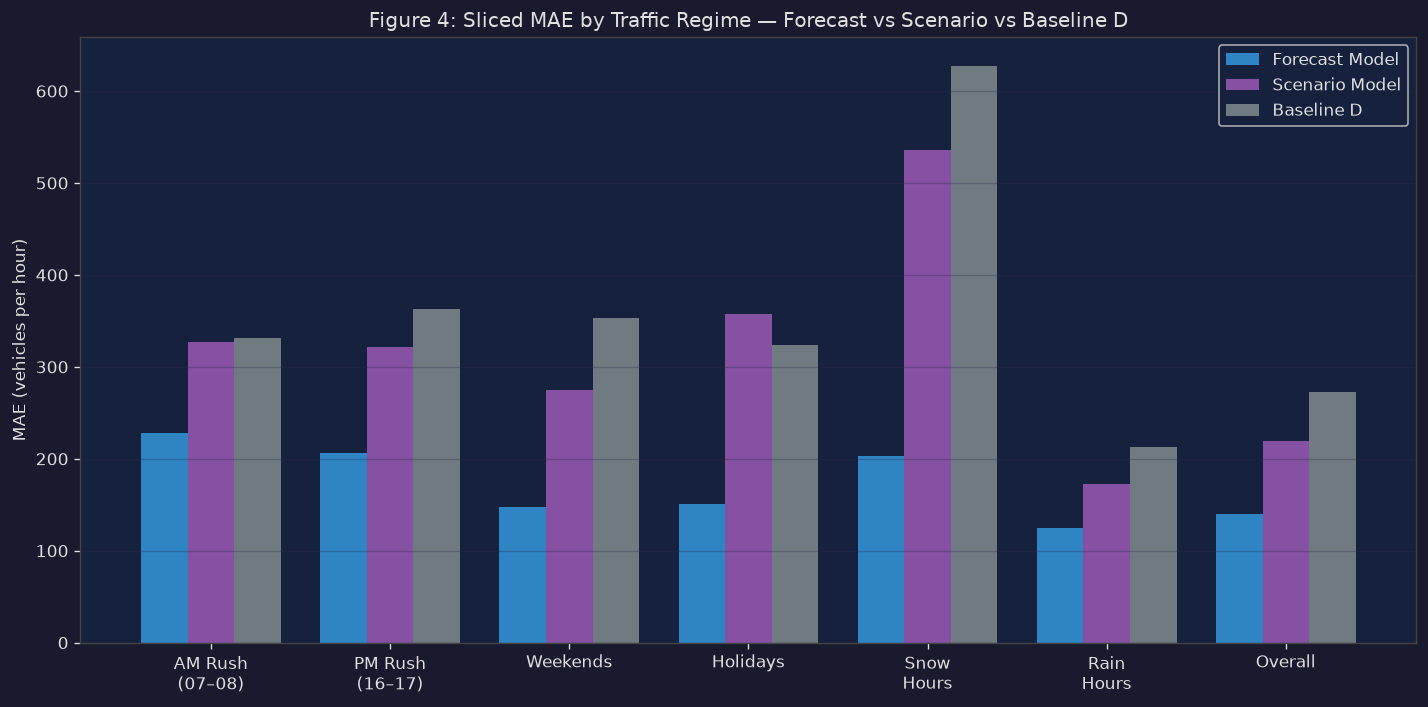 Figure 4: Sliced MAE by Traffic Regime — Forecast vs Scenario vs Baseline D
Forecast Model
Scenario Model
Baseline D
MAE (vehicles per hour)
600
500
400
300
200
100
0
AM Rush
(07–08)
PM Rush
(16–17)
Weekends
Holidays
Snow
Hours
Rain
Hours
Overall